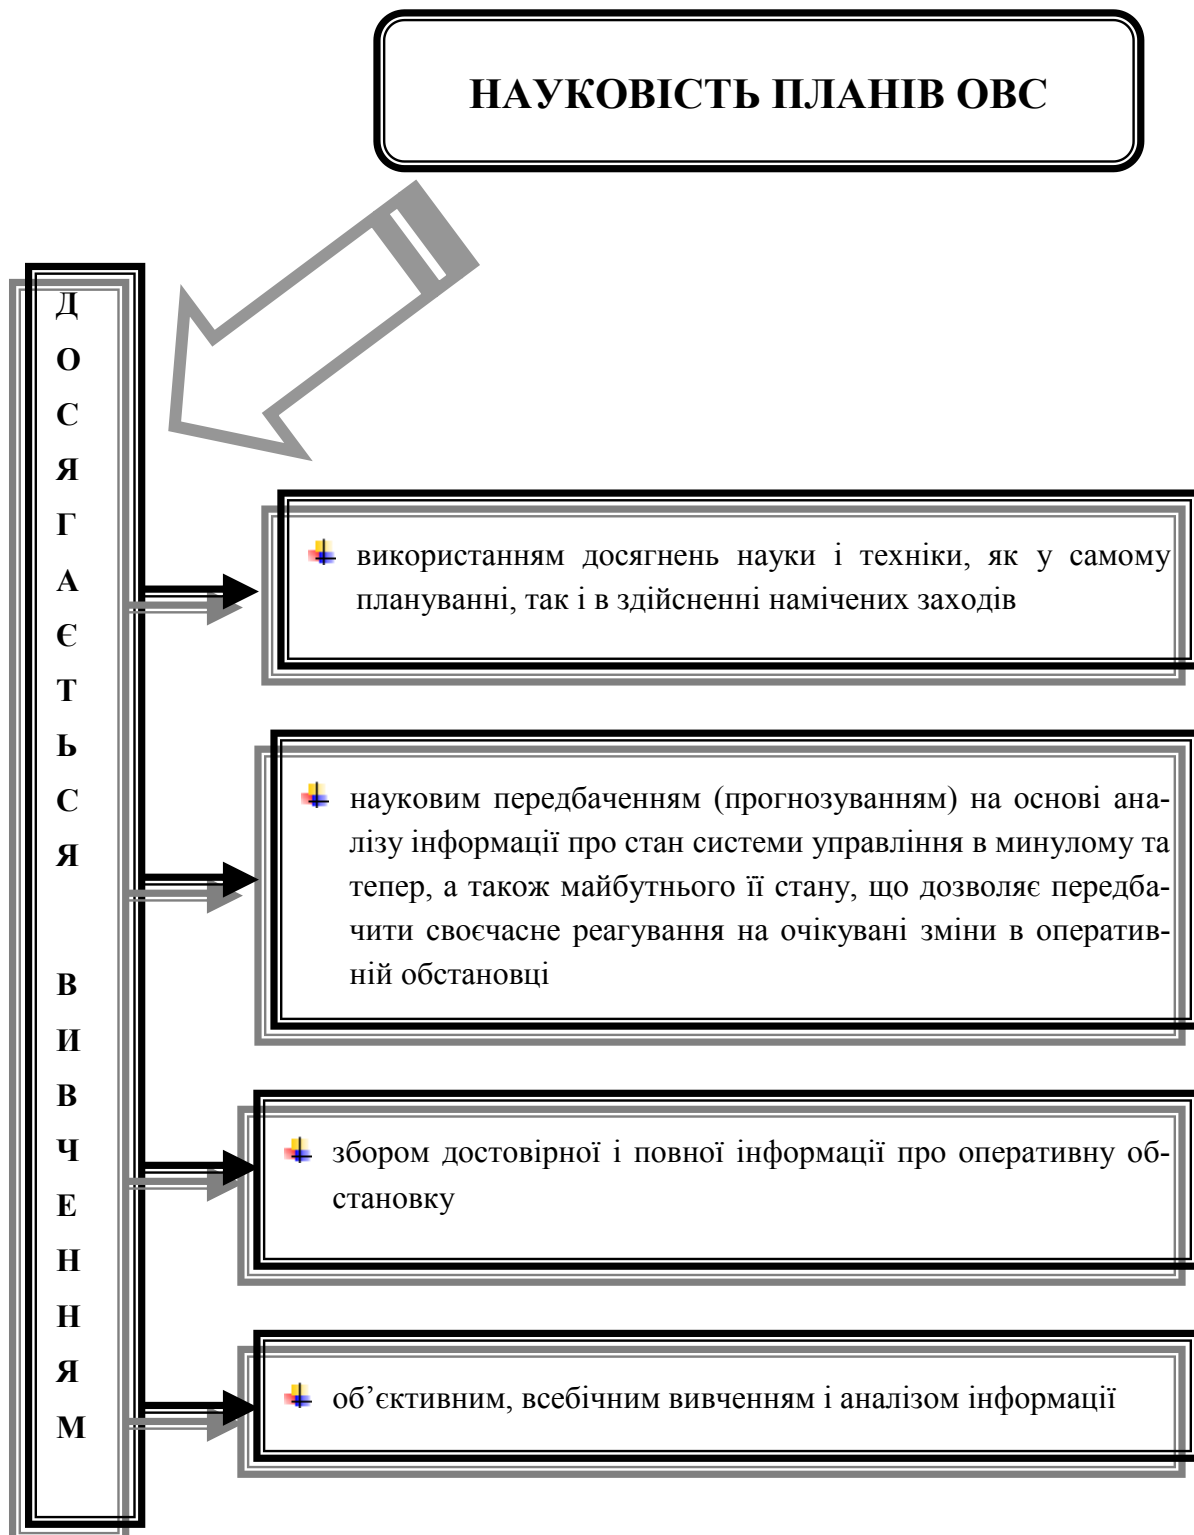 НАУКОВІСТЬ ПЛАНІВ ОВС
ДОСЯГАЄТЬСЯ ВИВЧЕННЯМ
використанням досягнень науки і техніки, як у самому
плануванні, так і в здійсненні намічених заходів
науковим передбаченням (прогнозуванням) на основі ана-
лізу інформації про стан системи управління в минулому та
тепер, а також майбутнього її стану, що дозволяє передба-
чити своєчасне реагування на очікувані зміни в оператив-
ній обстановці
збором достовірної і повної інформації про оперативну об-
становку
об’єктивним, всебічним вивченням і аналізом інформації